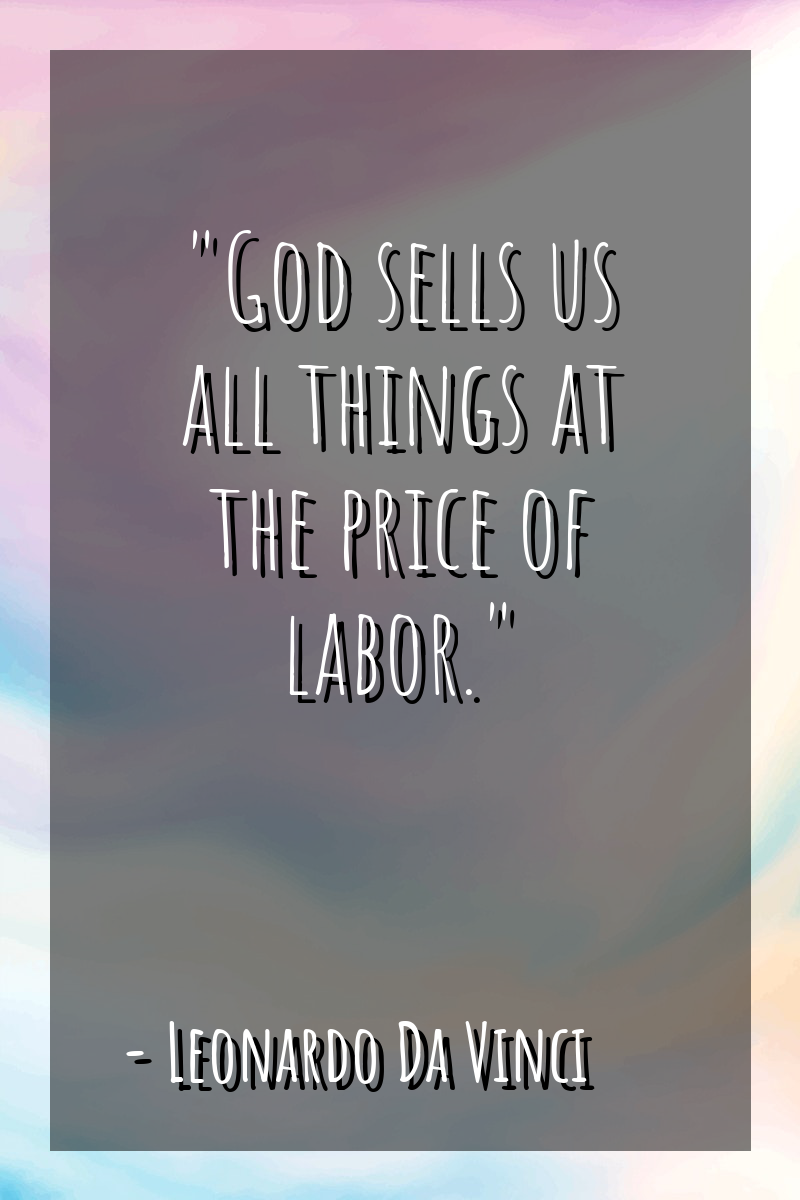 "God sells us
all things at
the price of
labor."
- Leonardo Da Vinci